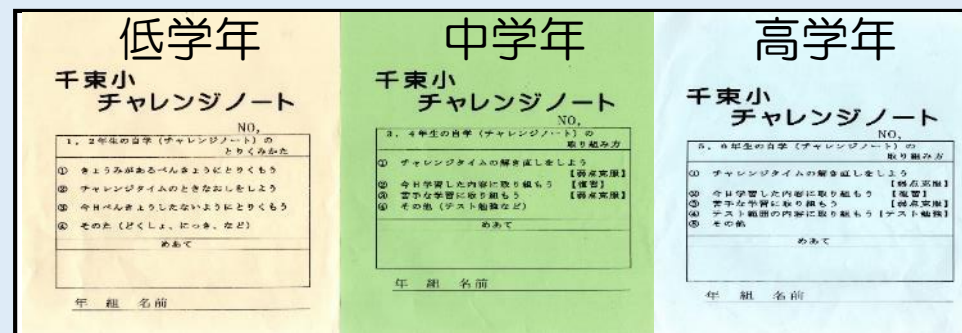 低学年
千束小
チャレンジノート
NO,
1，2年生の自学（チャレンジノート）の
とりくみかた
① きょうみがあるべんきょうにとりくもう
② チャレンジタイムのときなおしをしよう
③ 今日べんきょうしたないようにとりくもう
④ そのた（どくしょ、にっき、など）
めあて
年　組　名前
中学年
千束小
チャレンジノート
NO,
3，4年生の自学（チャレンジノート）の
取り組み方
① チャレンジタイムの解き直しをしよう
【弱点克服】
② 今日学習した内容に取り組もう　【復習】
③ 苦手な学習に取り組もう　【弱点克服】
④ その他（テスト勉強など）
めあて
年　組　名前
高学年
千束小
チャレンジノート
NO,
5，6年生の自学（チャレンジノート）の
取り組み方
① チャレンジタイムの解き直しをしよう
【弱点克服】
② 今日学習した内容に取り組もう　【復習】
③ 苦手な学習に取り組もう　【弱点克服】
④ テスト範囲の内容に取り組もう【テスト勉強】
⑤ その他
めあて
年　組　名前